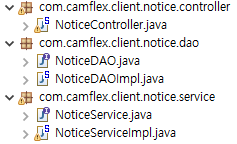 com.camflex.client.notice.controller
NoticeController.java
com.camflex.client.notice.dao
NoticeDAO.java
NoticeDAOImpl.java
com.camflex.client.notice.service
NoticeService.java
NoticeServiceImpl.java